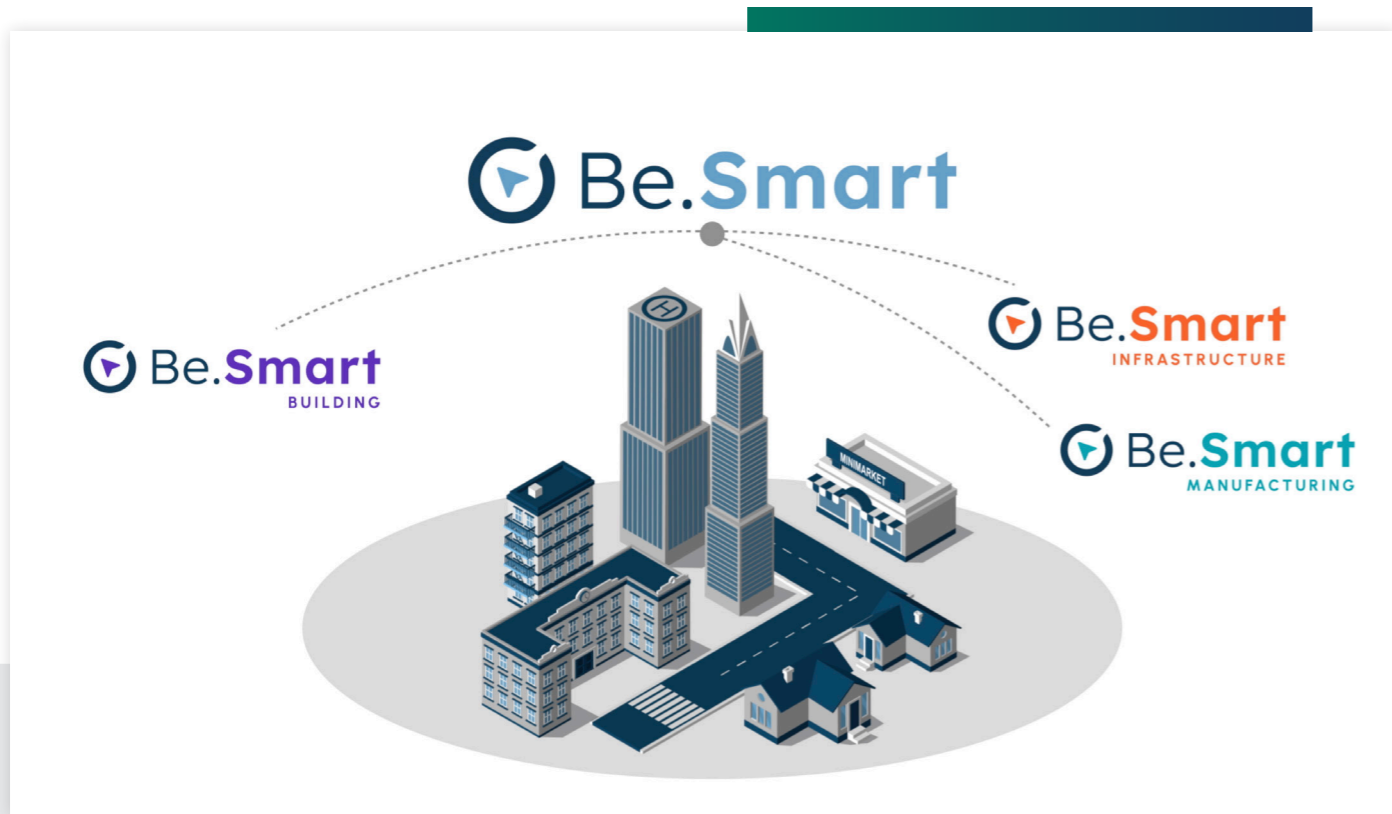 Be.Smart
Be.Smart
BUILDING
Be.Smart
INFRASTRUCTURE
Be.Smart
MANUFACTURING
H
MINIMARKET